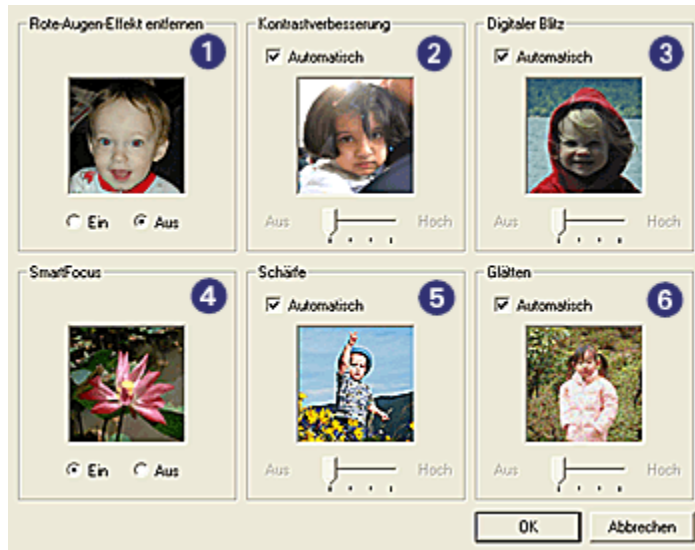 Rote-Augen-Effekt entfernen
1
Ein Aus
Kontrastverbesserung
Automatisch
2
Aus Hoch
Digitaler Blitz
Automatisch
3
Aus Hoch
SmartFocus
4
Ein Aus
Schärfe
Automatisch
5
Aus Hoch
Glätten
Automatisch
6
Aus Hoch
OK Abbrechen